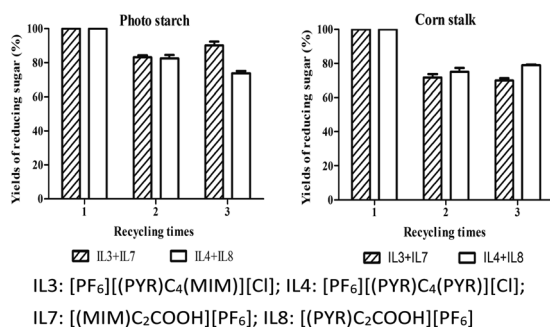 Photo starch
Yields of reducing sugar (%)
100
80
60
40
20
0
1 2 3
Recycling times
IL3+IL7 IL4+IL8
Corn stalk
Yields of reducing sugar (%)
100
80
60
40
20
0
1 2 3
Recycling times
IL3+IL7 IL4+IL8
IL3: [PF₆][(PYR)C₄(MIM)][Cl]; IL4: [PF₆][(PYR)C₄(PYR)][Cl];
IL7: [(MIM)C₂COOH][PF₆]; IL8: [(PYR)C₂COOH][PF₆]